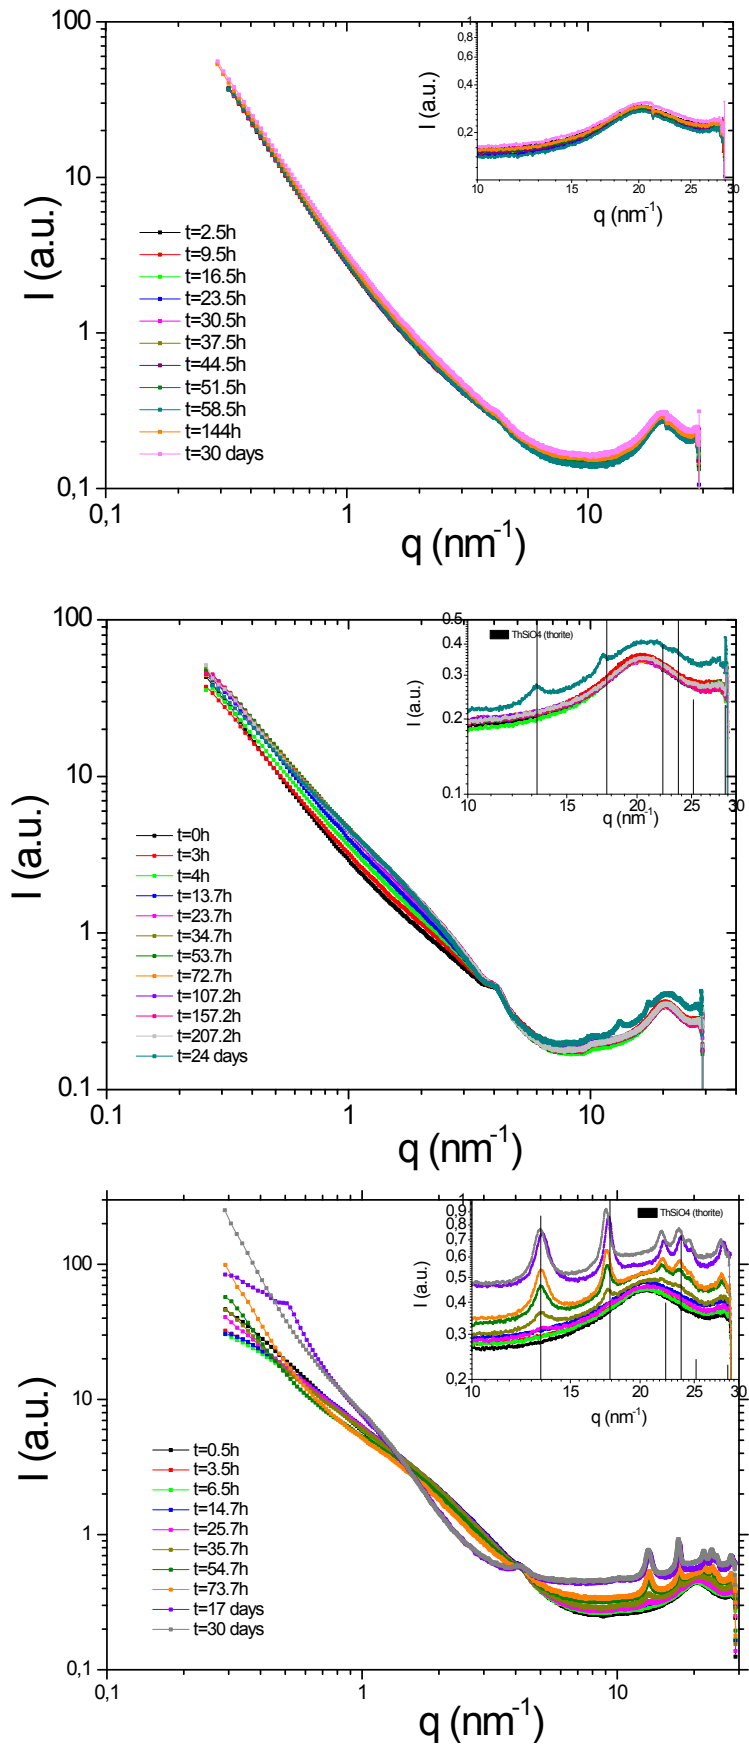 100
10
1
0,1
0,1
1
10
I (a.u.)
q (nm⁻¹)
t=2.5h
t=9.5h
t=16.5h
t=23.5h
t=30.5h
t=37.5h
t=44.5h
t=51.5h
t=58.5h
t=144h
t=30 days
1
0,8
0,6
0,4
0,2
10
15
20
25
30
I (a.u.)
q (nm⁻¹)
100
10
1
0.1
0.1
1
10
I (a.u.)
q (nm⁻¹)
t=0h
t=3h
t=4h
t=13.7h
t=23.7h
t=34.7h
t=53.7h
t=72.7h
t=107.2h
t=157.2h
t=207.2h
t=24 days
0.5
0.4
0.3
0.2
0.1
10
15
20
25
30
I (a.u.)
q (nm⁻¹)
ThSiO4 (thorite)
100
10
1
0,1
0,1
1
10
I (a.u.)
q (nm⁻¹)
t=0.5h
t=3.5h
t=6.5h
t=14.7h
t=25.7h
t=35.7h
t=54.7h
t=73.7h
t=17 days
t=30 days
1
0,9
0,8
0,7
0,6
0,5
0,4
0,3
0,2
10
15
20
25
30
I (a.u.)
q (nm⁻¹)
ThSiO4 (thorite)